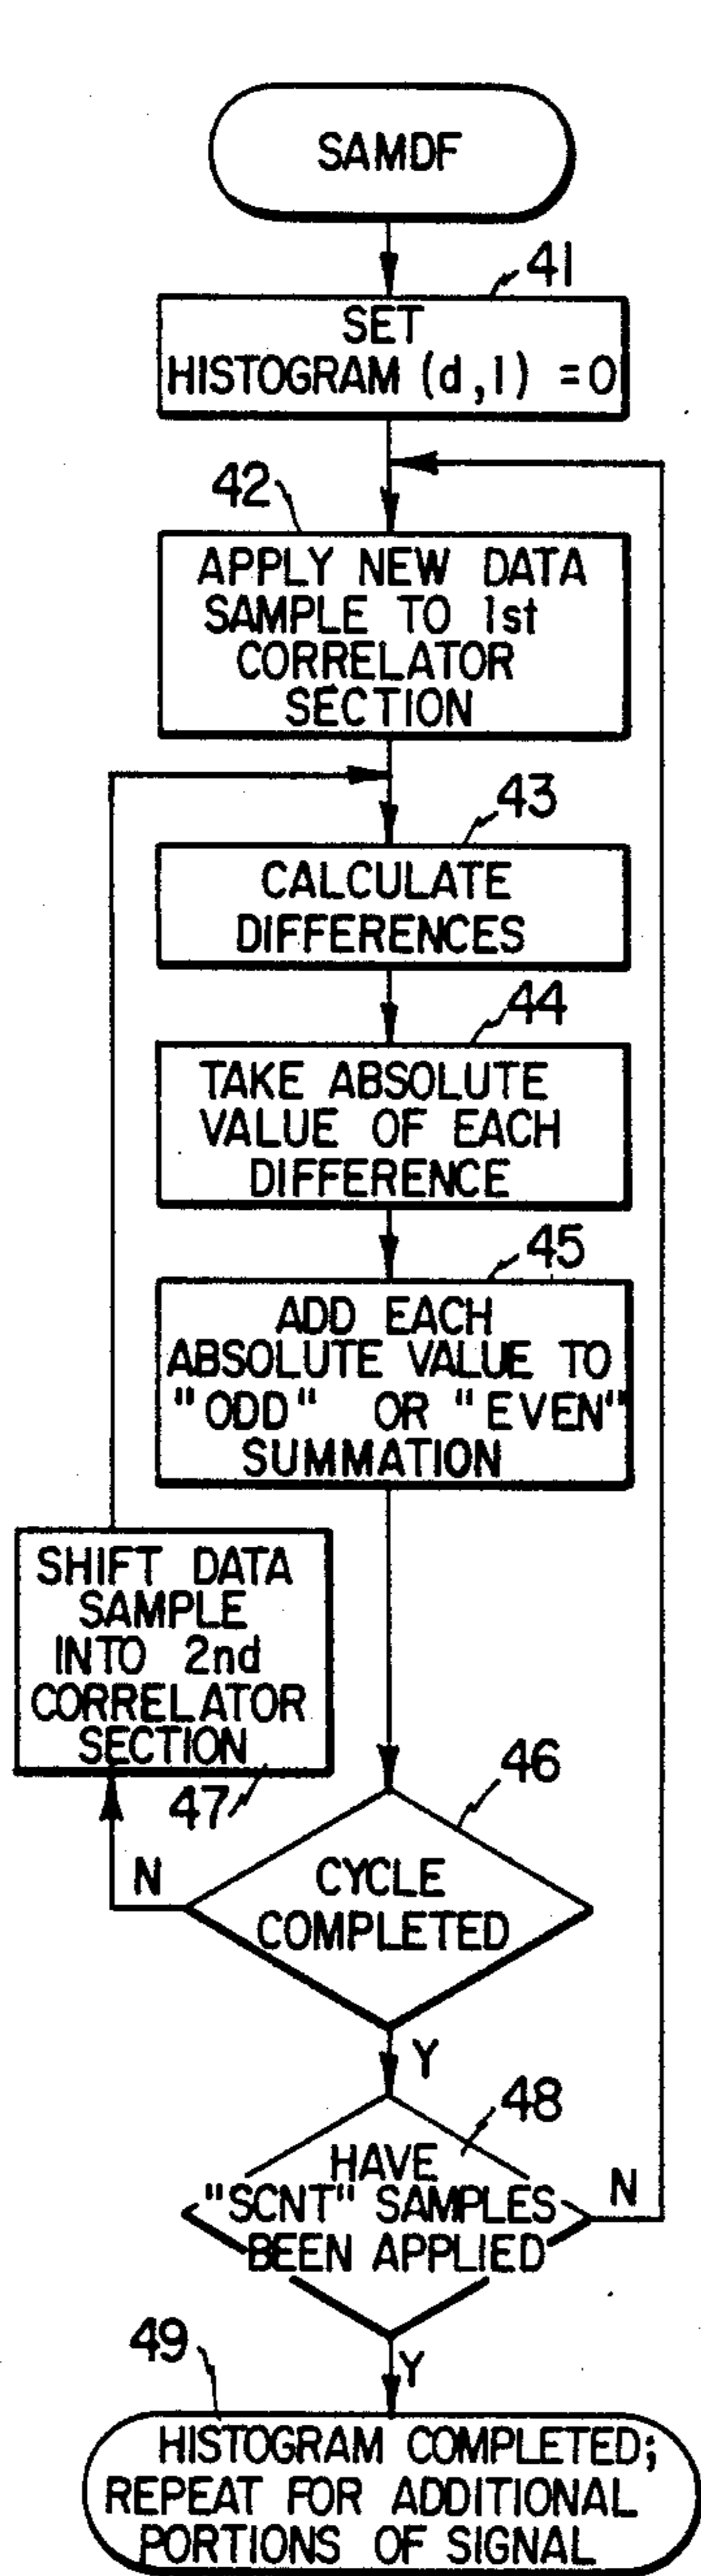 SAMDF
41
SET
HISTOGRAM (d,l) = 0
42
APPLY NEW DATA
SAMPLE TO 1st
CORRELATOR
SECTION
43
CALCULATE
DIFFERENCES
44
TAKE ABSOLUTE
VALUE OF EACH
DIFFERENCE
45
ADD EACH
ABSOLUTE VALUE TO
"ODD" OR "EVEN"
SUMMATION
SHIFT DATA
SAMPLE
INTO 2nd
CORRELATOR
SECTION
47
46
N
CYCLE
COMPLETED
Y
48
HAVE
"SCNT" SAMPLES
BEEN APPLIED
N
Y
49
HISTOGRAM COMPLETED;
REPEAT FOR ADDITIONAL
PORTIONS OF SIGNAL